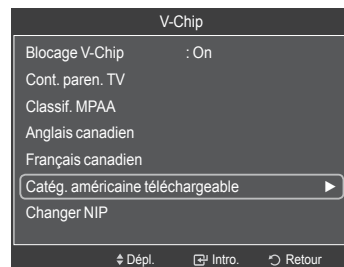 V-Chip
Blocage V-Chip : On
Cont. paren. TV
Classif. MPAA
Anglais canadien
Français canadien
Catég. américaine téléchargeable
Changer NIP
Dépl. Intro. Retour